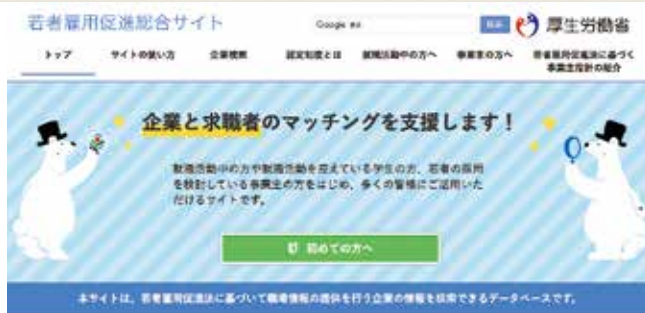 若者雇用促進総合サイト
Google
検索
厚生労働省
トップ
サイトの使い方
企業検索
認定制度とは
就職活動中の方へ
事業主の方へ
若者雇用促進法に基づく
事業主指針の紹介
企業と求職者のマッチングを支援します！
就職活動中の方や就職活動を控えている学生の方、若者の採用
を検討している事業主の方をはじめ、多くの皆様にご活用いた
だけるサイトです。
初めての方へ
本サイトは、若者雇用促進法に基づいて職場情報の提供を行う企業の情報を検索できるデータベースです。